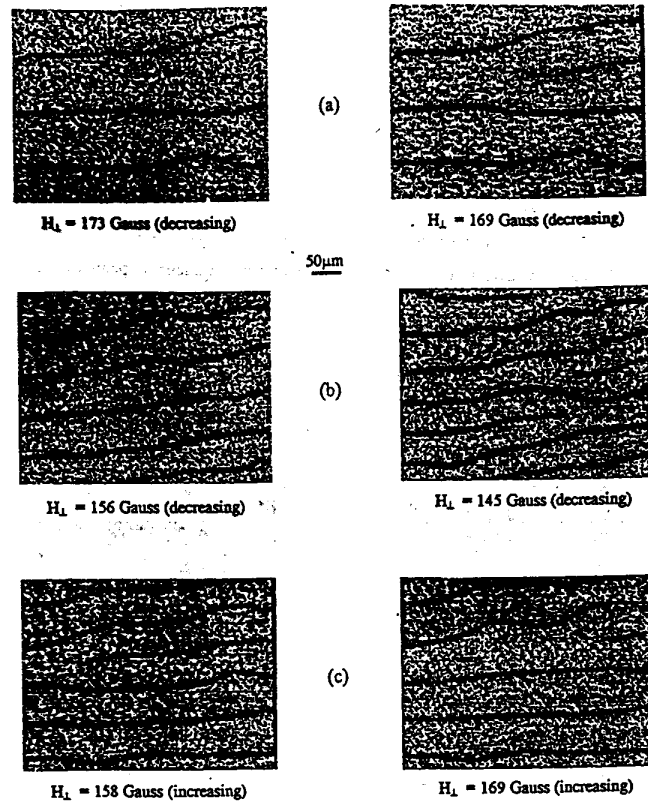 (a)
H⊥ = 173 Gauss (decreasing)
H⊥ = 169 Gauss (decreasing)
50μm
(b)
H⊥ = 156 Gauss (decreasing)
H⊥ = 145 Gauss (decreasing)
(c)
H⊥ = 158 Gauss (increasing)
H⊥ = 169 Gauss (increasing)